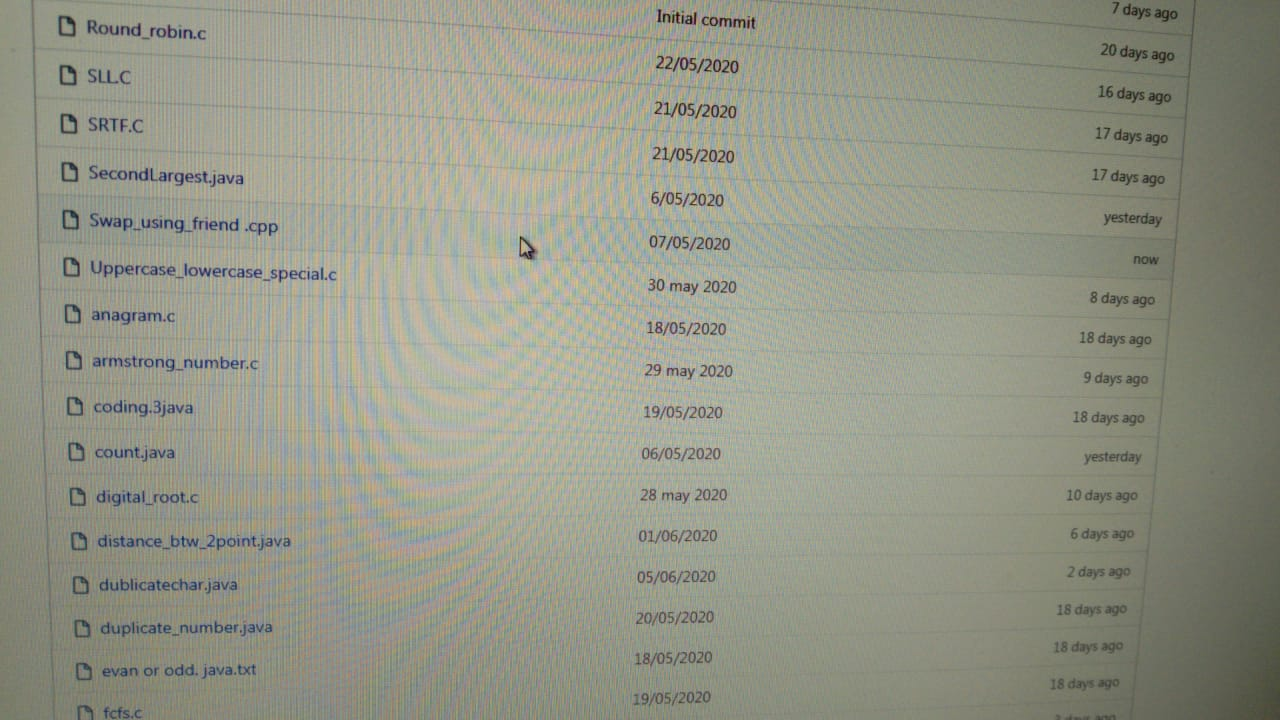 7 days ago
Initial commit 20 days ago
Round_robin.c 22/05/2020 16 days ago
SLL.C 21/05/2020 17 days ago
SRTF.C 21/05/2020 17 days ago
SecondLargest.java 6/05/2020 yesterday
Swap_using_friend .cpp 07/05/2020 now
Uppercase_lowercase_special.c 30 may 2020 8 days ago
anagram.c 18/05/2020 18 days ago
armstrong_number.c 29 may 2020 9 days ago
coding.3java 19/05/2020 18 days ago
count.java 06/05/2020 yesterday
digital_root.c 28 may 2020 10 days ago
distance_btw_2point.java 01/06/2020 6 days ago
dublicatechar.java 05/06/2020 2 days ago
duplicate_number.java 20/05/2020 18 days ago
evan or odd. java.txt 18/05/2020 18 days ago
fcfs.c 19/05/2020 18 days ago
days ago